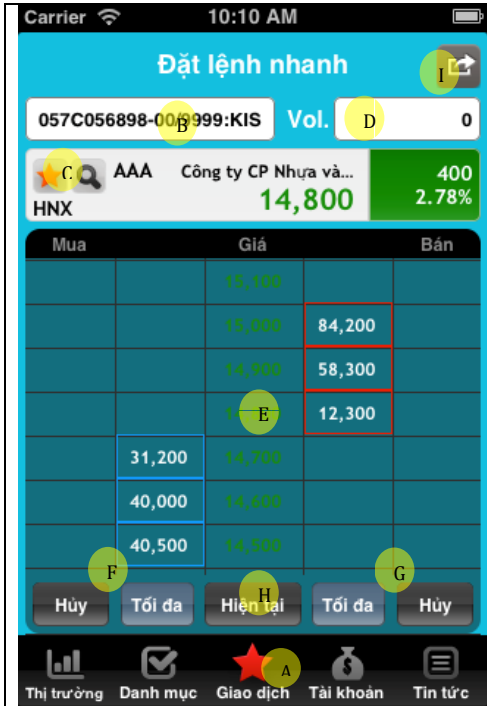 Carrier 10:10 AM
Đặt lệnh nhanh
I
057C056898-00/9999:KIS Vol. 0
B D
C AAA Công ty CP Nhựa và... 400
HNX 14,800 2.78%
Mua Giá Bán
15,100
15,000 84,200
14,900 58,300
E 12,300
31,200 14,700
40,000 14,600
40,500 14,500
F G
Hủy Tối đa Hiện tại Tối đa Hủy
H
A
Thị trường Danh mục Giao dịch Tài khoản Tin tức